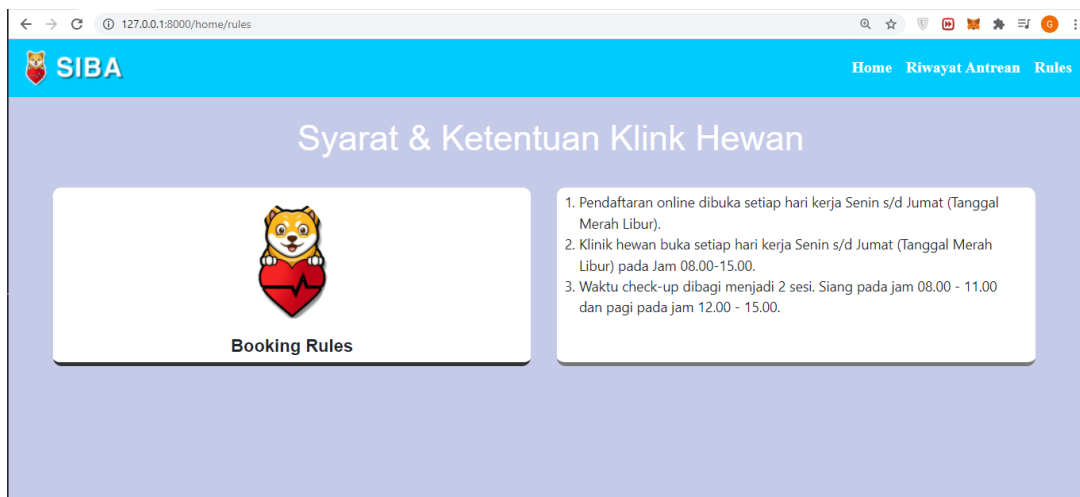 127.0.0.1:8000/home/rules
G
SIBA
Home Riwayat Antrean Rules
Syarat & Ketentuan Klink Hewan
Booking Rules
1. Pendaftaran online dibuka setiap hari kerja Senin s/d Jumat (Tanggal
Merah Libur).
2. Klinik hewan buka setiap hari kerja Senin s/d Jumat (Tanggal Merah
Libur) pada Jam 08.00-15.00.
3. Waktu check-up dibagi menjadi 2 sesi. Siang pada jam 08.00 - 11.00
dan pagi pada jam 12.00 - 15.00.